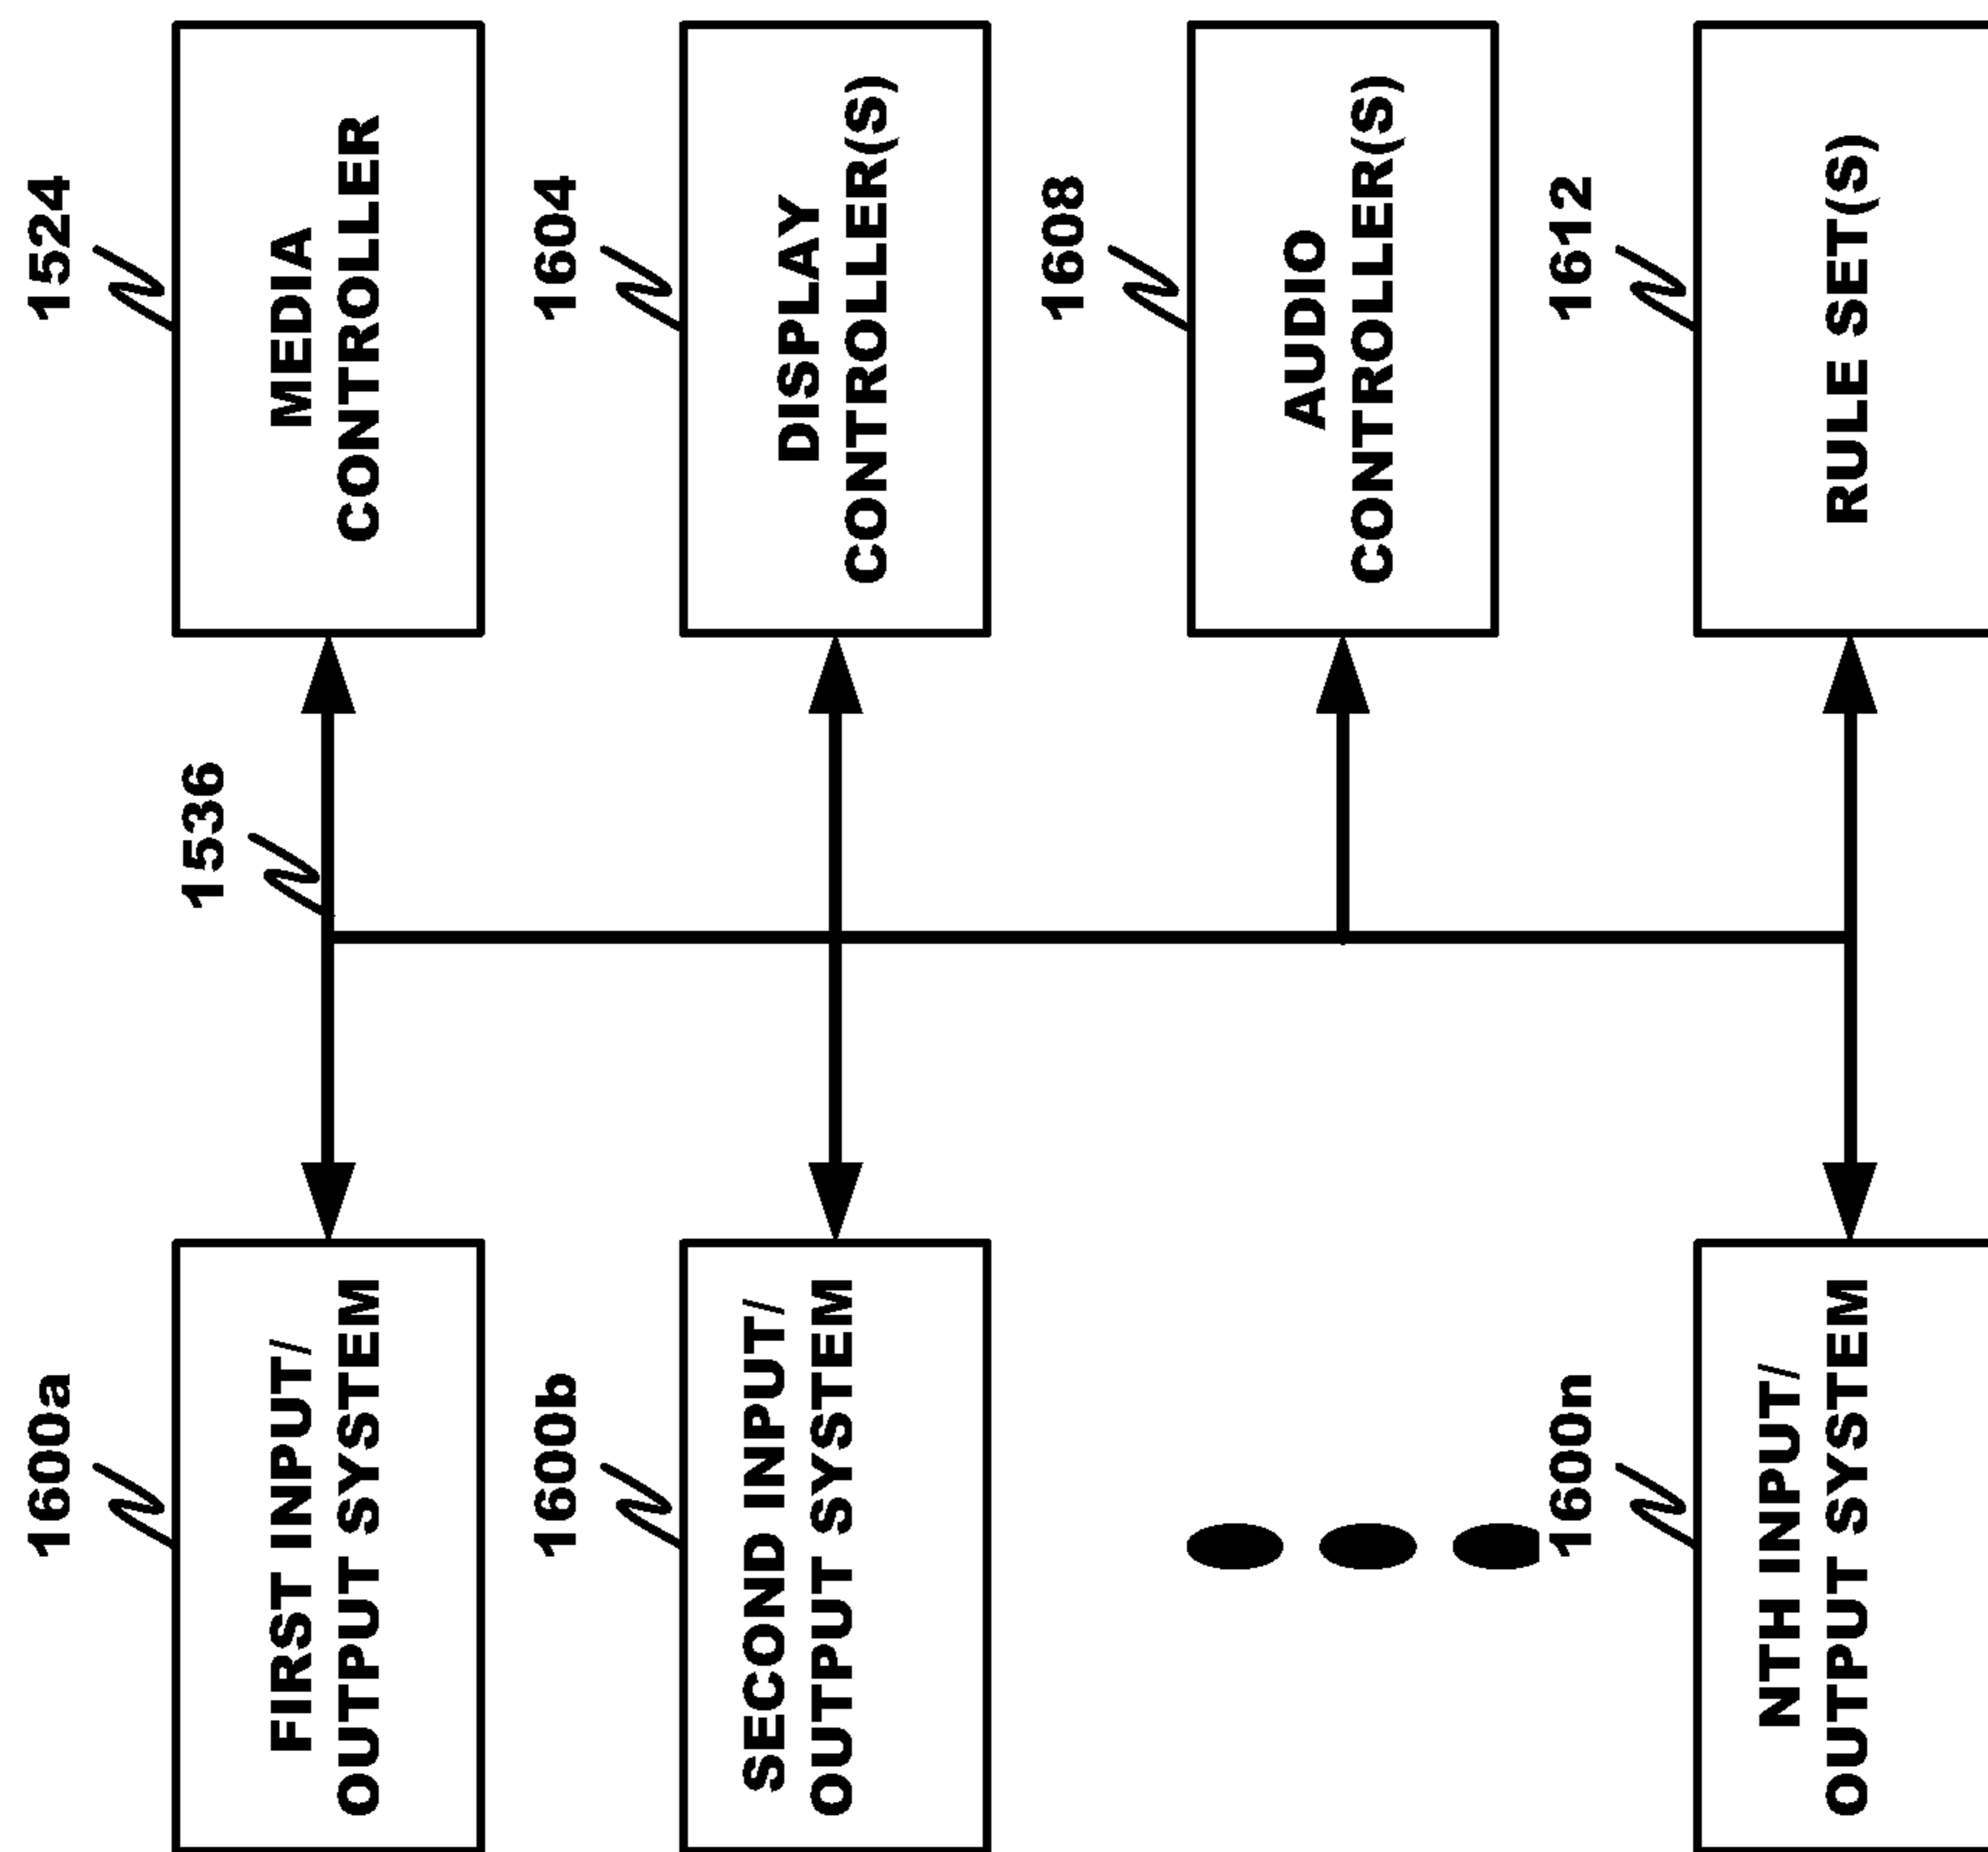 1600a
FIRST INPUT/
OUTPUT SYSTEM
1536
1524
MEDIA
CONTROLLER
1600b
SECOND INPUT/
OUTPUT SYSTEM
1604
DISPLAY
CONTROLLER(S)
1608
AUDIO
CONTROLLER(S)
1600n
NTH INPUT/
OUTPUT SYSTEM
1612
RULE SET(S)